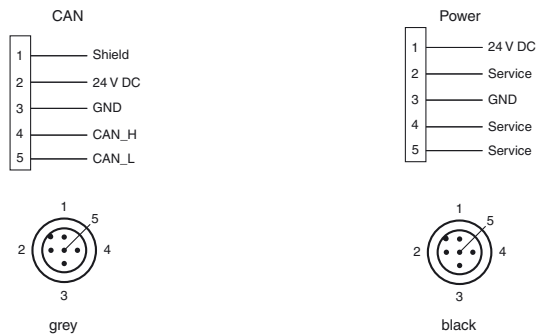 CAN
1 Shield
2 24 V DC
3 GND
4 CAN_H
5 CAN_L
1
5
2
4
3
grey
Power
1 24 V DC
2 Service
3 GND
4 Service
5 Service
1
5
2
4
3
black